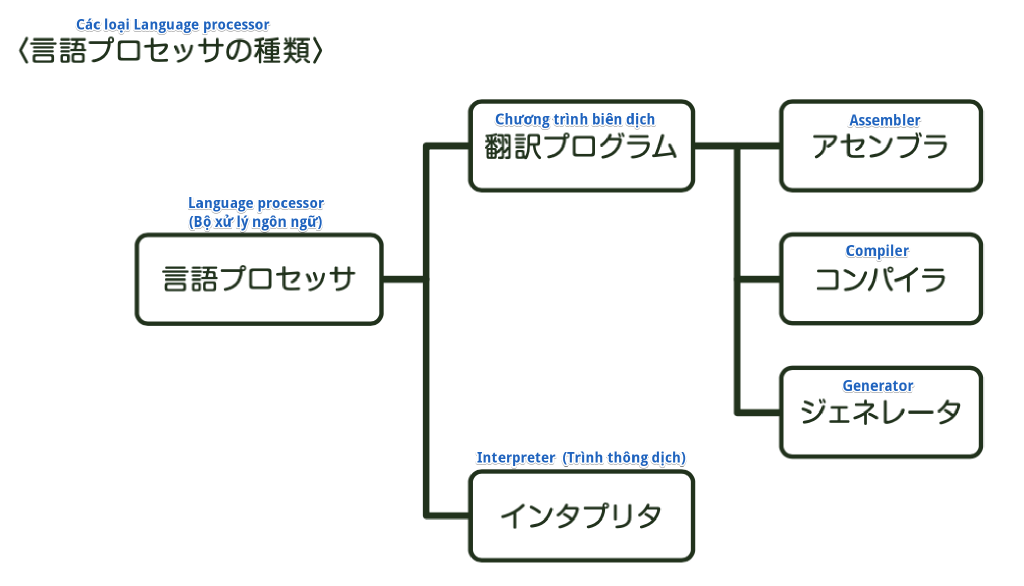 Các loại Language processor
〈言語プロセッサの種類〉
Chương trình biên dịch
翻訳プログラム
Assembler
アセンブラ
Language processor
(Bộ xử lý ngôn ngữ)
言語プロセッサ
Compiler
コンパイラ
Generator
ジェネレータ
Interpreter (Trình thông dịch)
インタプリタ